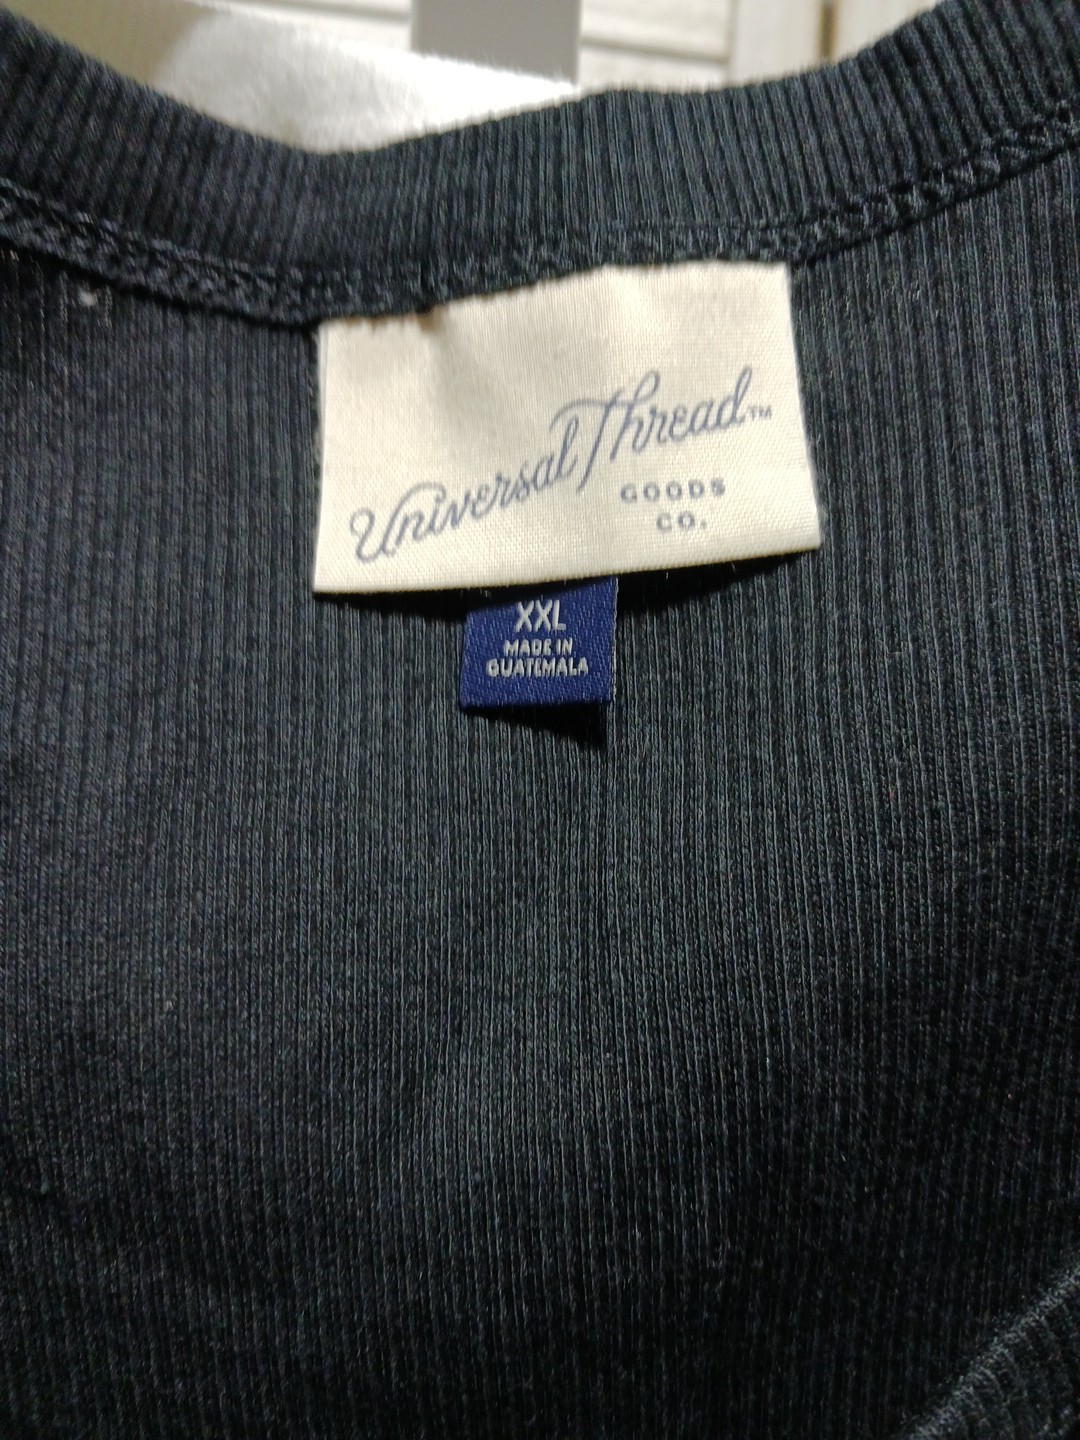 Universal Thread™
GOODS
CO.
XXL
MADE IN
GUATEMALA